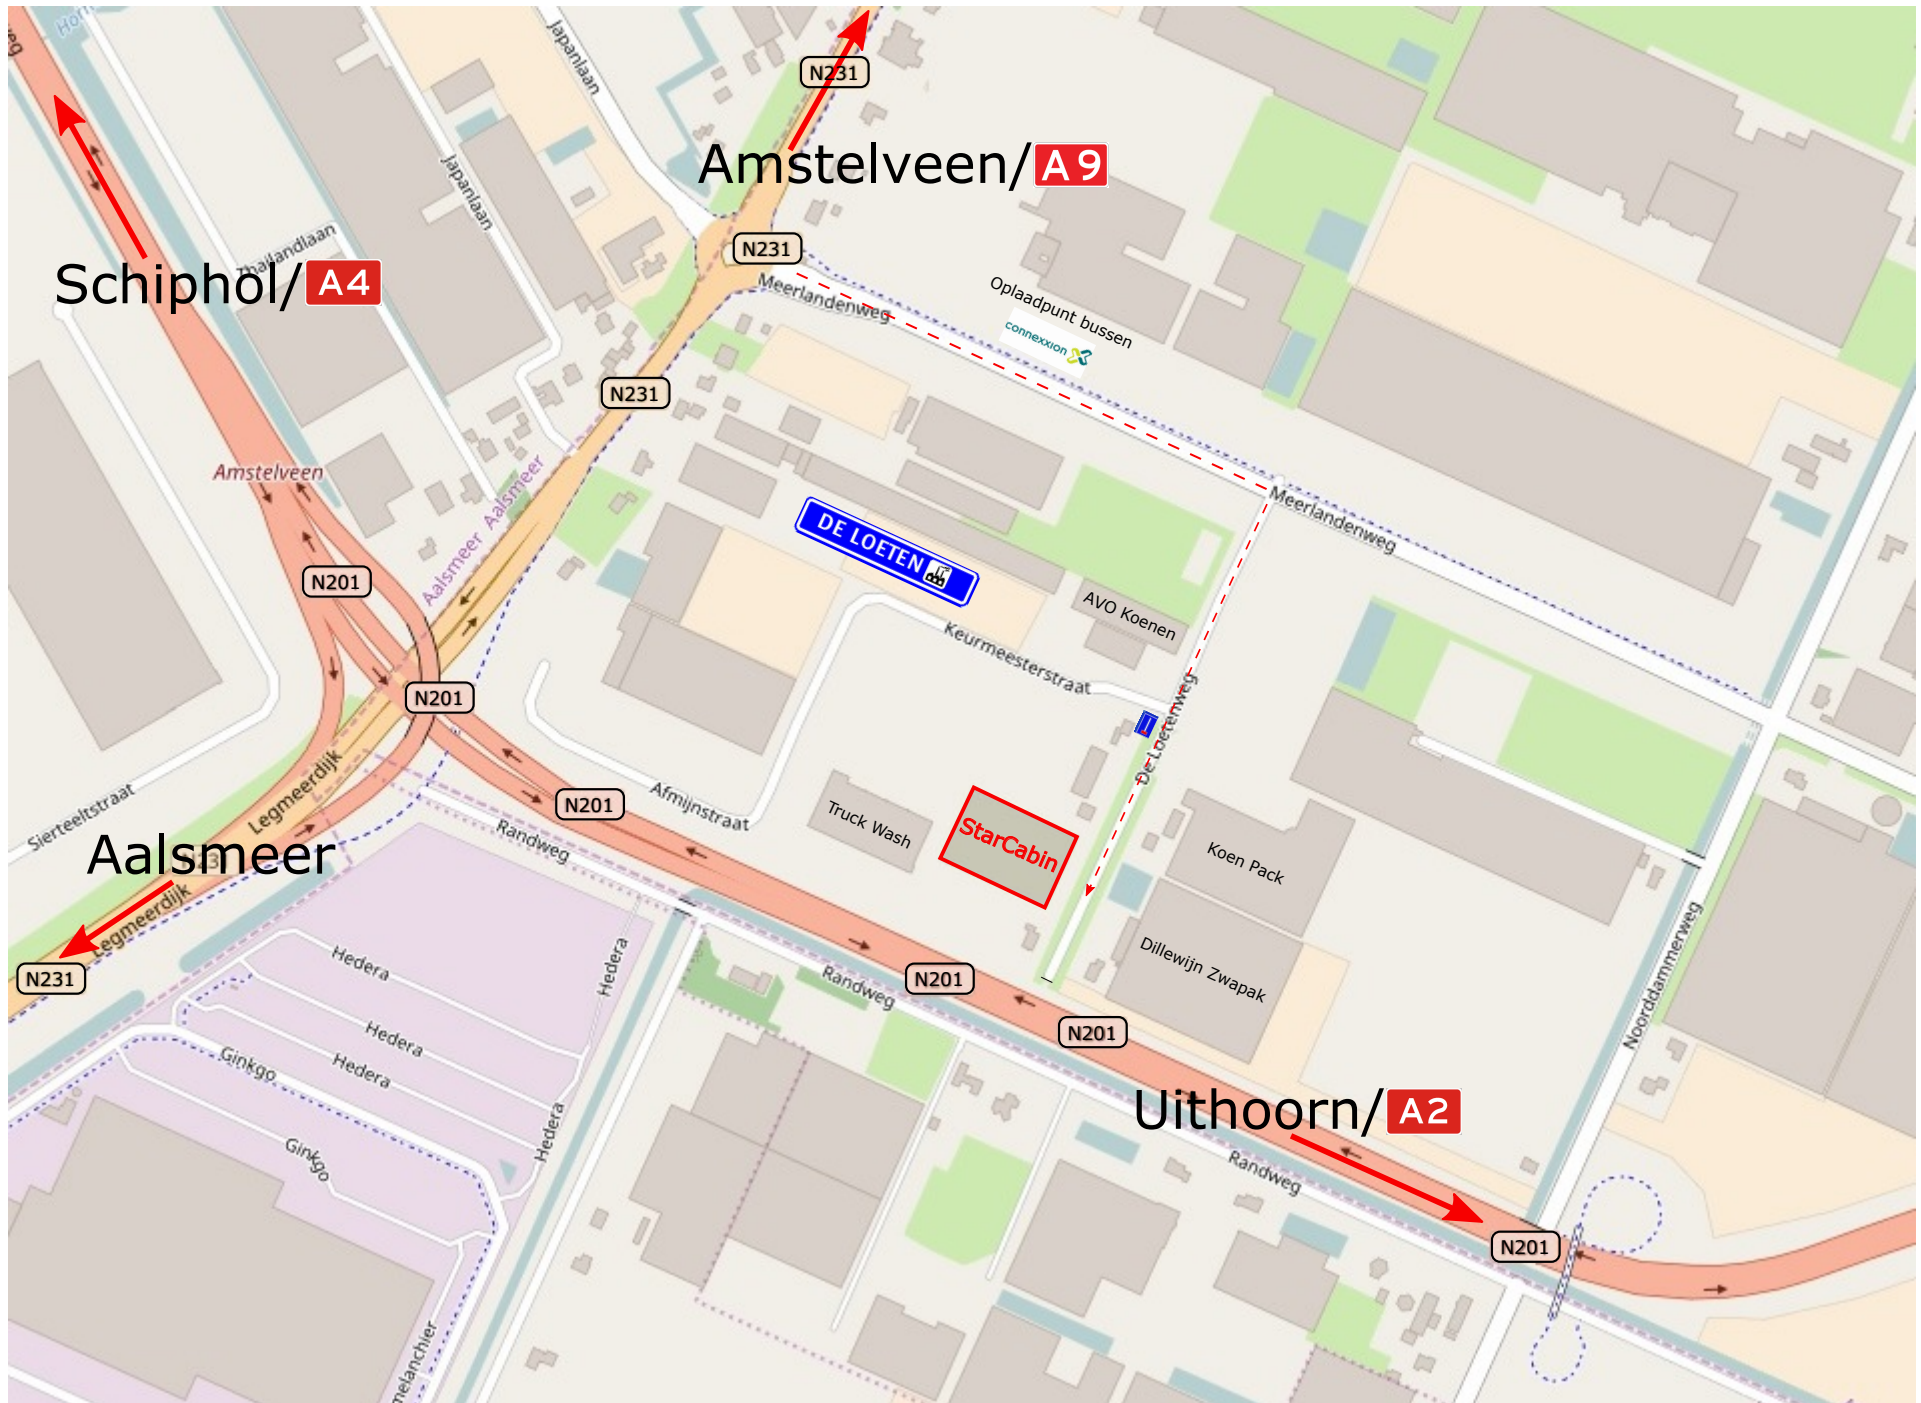 Japanlaan
N231
Amstelveen/A9
Japanlaan
Thailandlaan
Schiphol/A4
N231
Meerlandenweg
Oplaadpunt bussen
connexxion
N231
Amstelveen
Aalsmeer
Aalsmeer
Meerlandenweg
DE LOETEN
N201
AVO Koenen
Keurmeesterstraat
N201
De Loetenweg
Legmeerdijk
Afmijnstraat
N201
Sierteeltstraat
Truck Wash
StarCabin
Randweg
Koen Pack
Aalsmeer
Legmeerdijk
N231
Hedera
Hedera
Randweg
N201
Dillewijn Zwapak
Noorddammerweg
N201
Hedera
Ginkgo
Hedera
Uithoorn/A2
Hedera
Ginkgo
Randweg
N201
melanchier